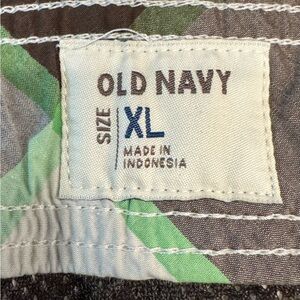 OLD NAVY
SIZE
XL
MADE IN
INDONESIA